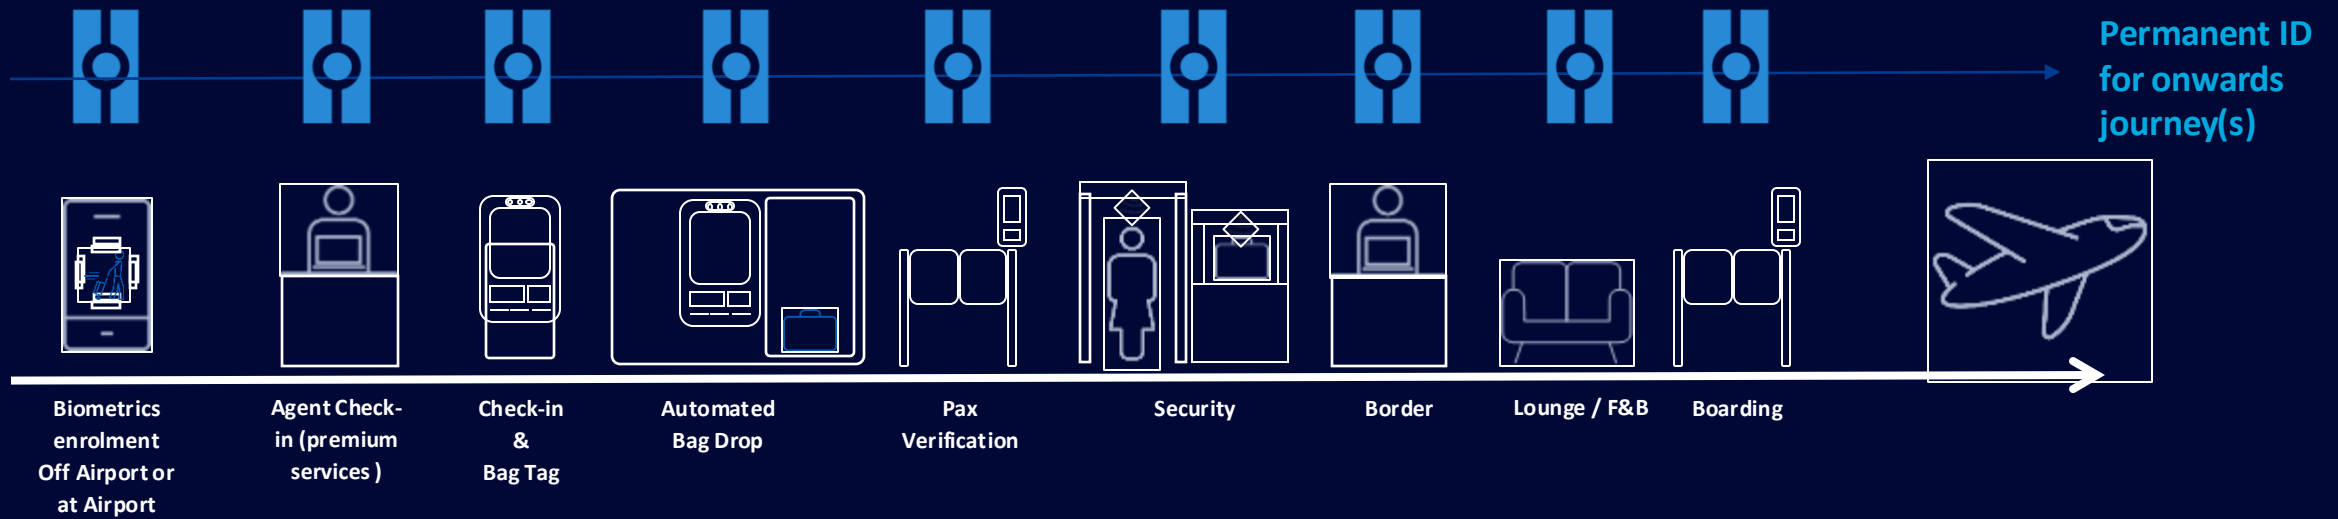 Permanent ID
for onwards
journey(s)
Biometrics
enrolment
Off Airport or
at Airport
Agent Check-
in (premium
services )
Check-in
&
Bag Tag
Automated
Bag Drop
Pax
Verification
Security
Border
Lounge / F&B
Boarding